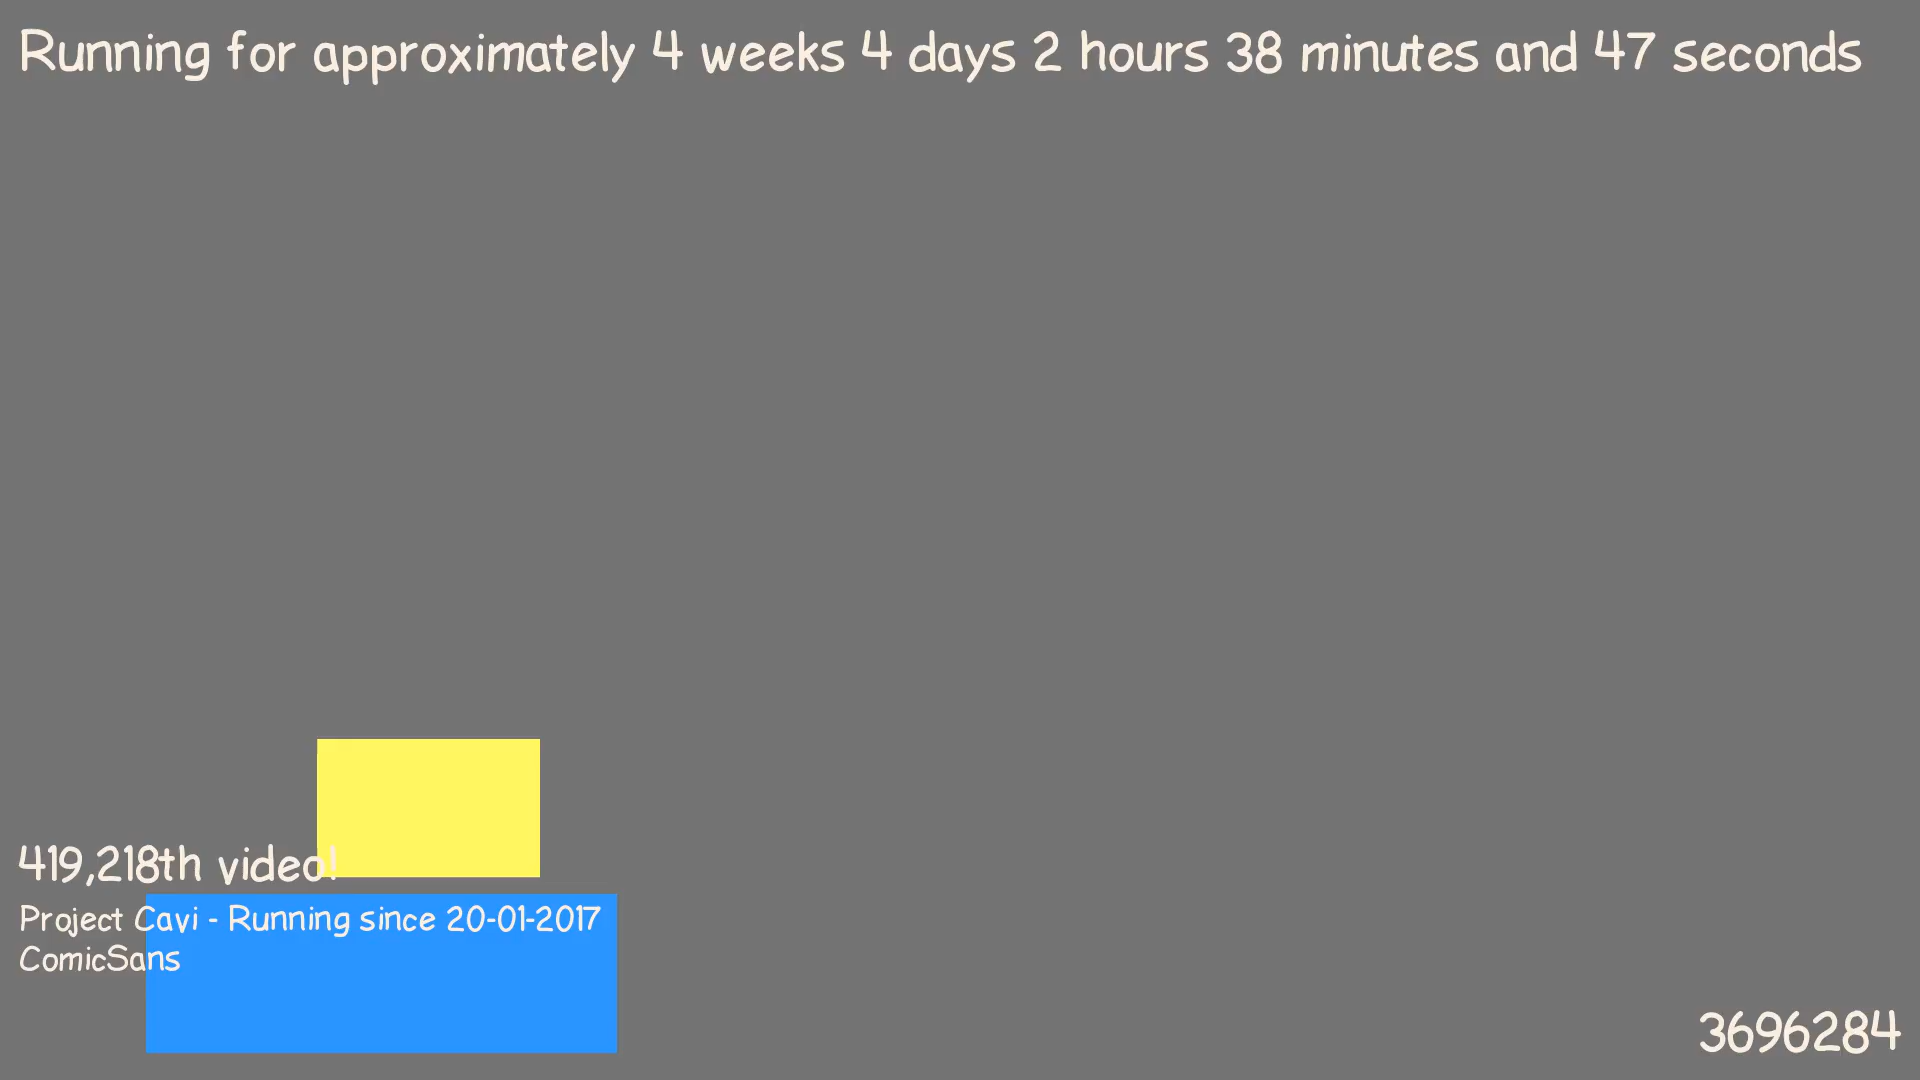 Running for approximately 4 weeks 4 days 2 hours 38 minutes and 47 seconds
419,218th video!
Project Cavi - Running since 20-01-2017
ComicSans
3696284